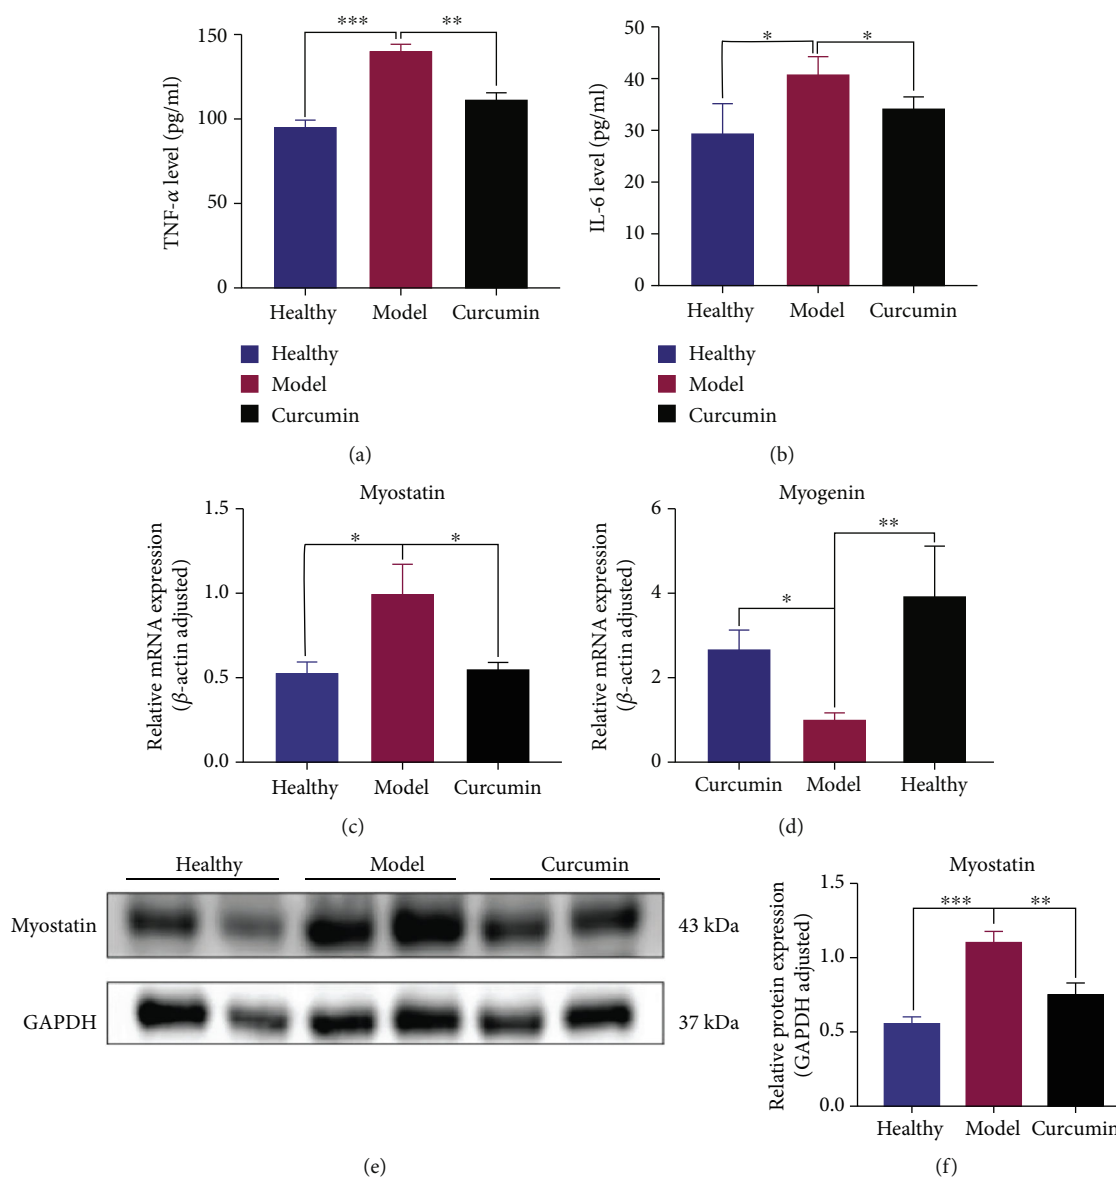 *** **
150
100
50
0
TNF-α level (pg/ml)
Healthy Model Curcumin
Healthy
Model
Curcumin
(a)
* *
50
40
30
20
10
0
IL-6 level (pg/ml)
Healthy Model Curcumin
Healthy
Model
Curcumin
(b)
Myostatin
* *
1.5
1.0
0.5
0.0
Relative mRNA expression
(β-actin adjusted)
Healthy Model Curcumin
(c)
Myogenin
**
*
6
4
2
0
Relative mRNA expression
(β-actin adjusted)
Curcumin Model Healthy
(d)
Healthy Model Curcumin
Myostatin 43 kDa
GAPDH 37 kDa
(e)
Myostatin
*** **
1.5
1.0
0.5
0.0
Relative protein expression
(GAPDH adjusted)
Healthy Model Curcumin
(f)